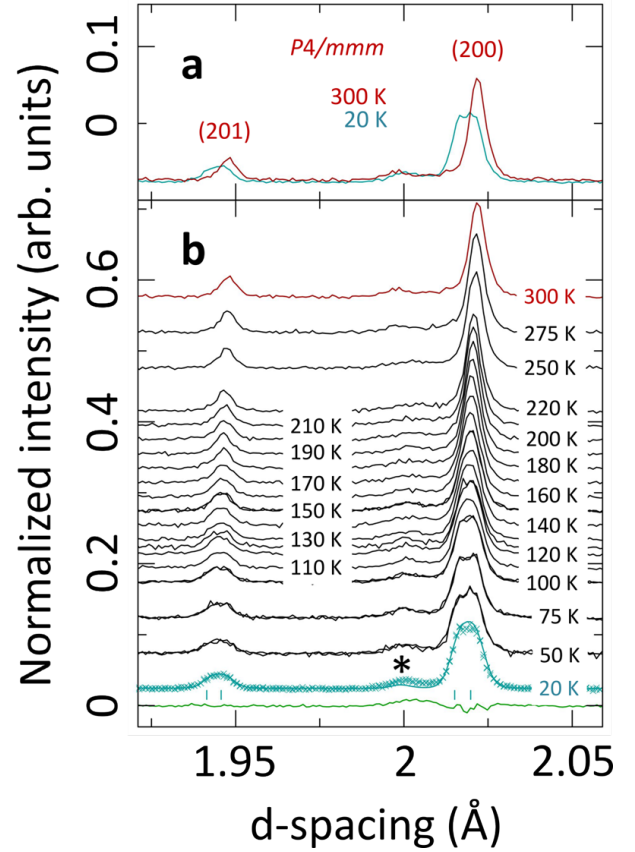 Normalized intensity (arb. units)
0.1
0
a
P4/mmm
(200)
300 K
20 K
(201)
b
0.6
0.4
0.2
0
300 K
275 K
250 K
220 K
210 K
200 K
190 K
180 K
170 K
160 K
150 K
140 K
130 K
120 K
110 K
100 K
75 K
50 K
*
20 K
1.95
2
2.05
d-spacing (Å)